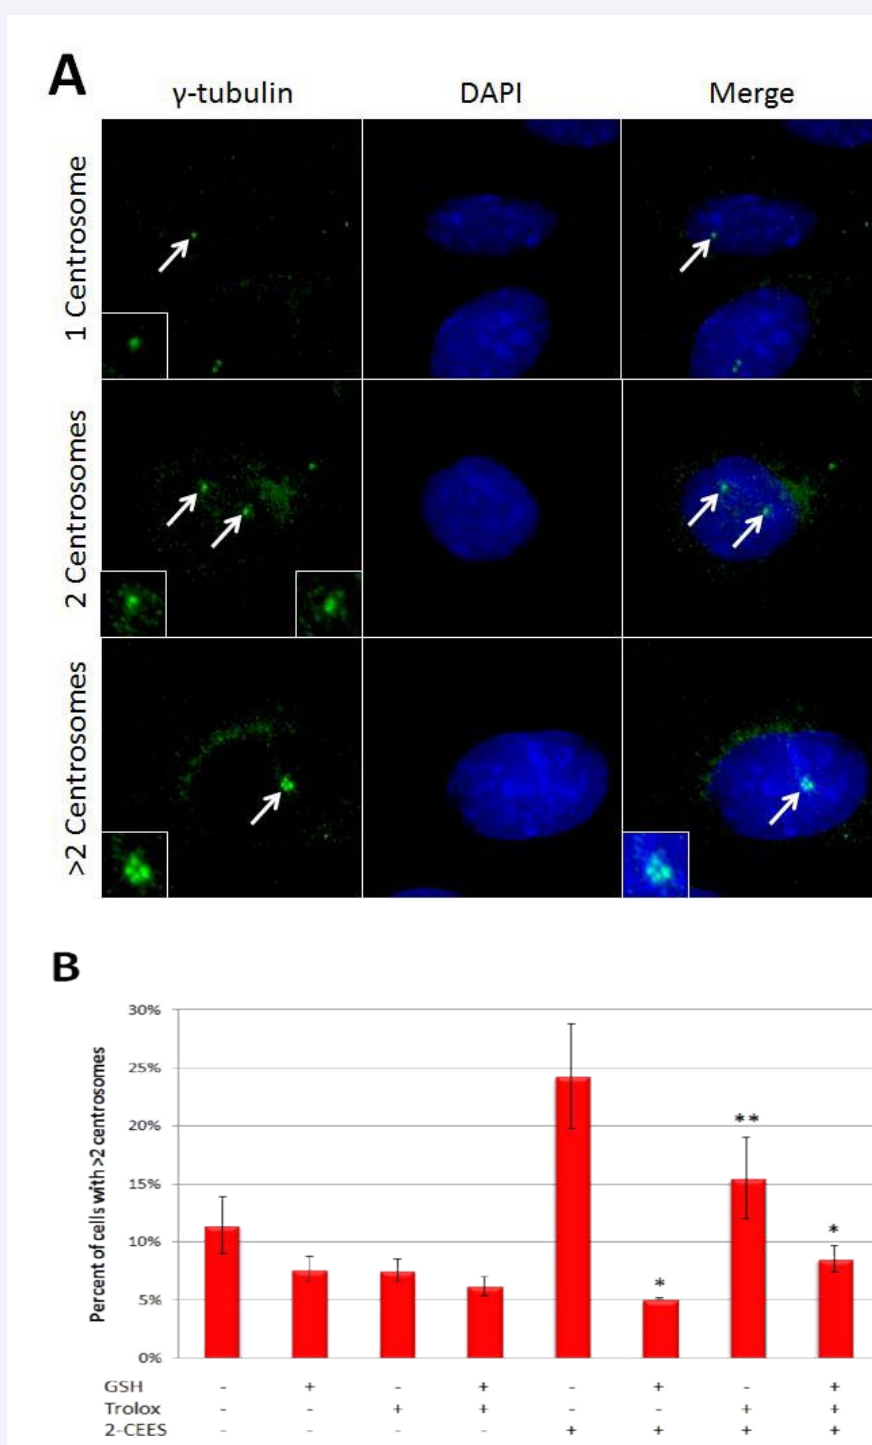 A
γ-tubulin DAPI Merge
1 Centrosome
2 Centrosomes
>2 Centrosomes
B
Percent of cells with >2 centrosomes
30%
25%
20%
15%
10%
5%
0%
**
*
*
GSH - + - + - + - +
Trolox - - + + - - + +
2-CEES - - - - + + + +